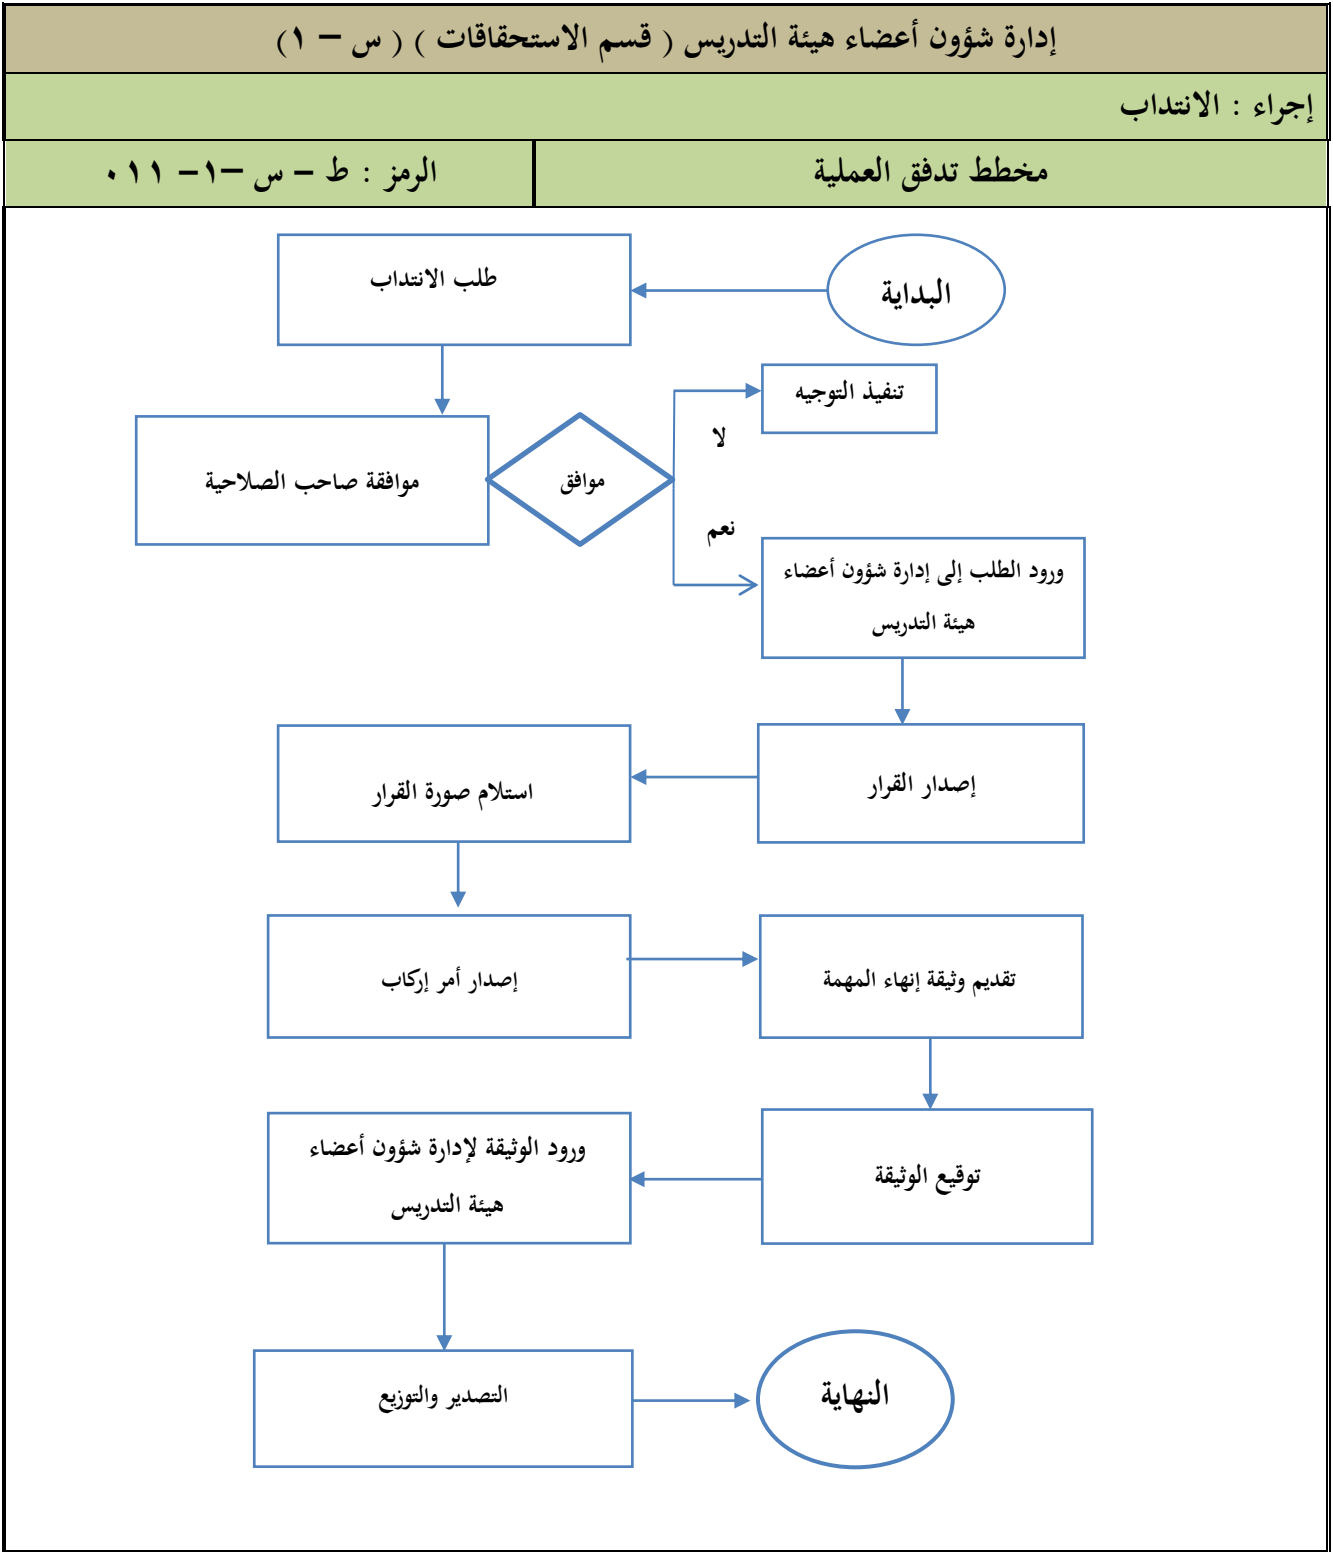 إدارة شؤون أعضاء هيئة التدريس ( قسم الاستحقاقات ) ( س – ١)
إجراء : الانتداب
مخطط تدفق العملية
الرمز : ط – س –١– ٠١١
البداية
طلب الانتداب
موافقة صاحب الصلاحية
موافق
لا
تنفيذ التوجيه
نعم
ورود الطلب إلى إدارة شؤون أعضاء
هيئة التدريس
إصدار القرار
استلام صورة القرار
إصدار أمر إركاب
تقديم وثيقة إنهاء المهمة
توقيع الوثيقة
ورود الوثيقة لإدارة شؤون أعضاء
هيئة التدريس
التصدير والتوزيع
النهاية